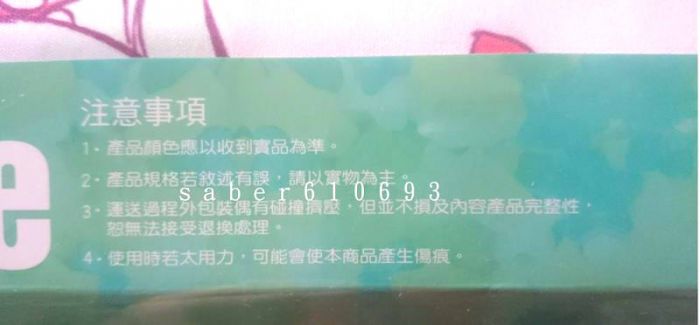 注意事項
1·產品顏色應以收到實品為準。
2·產品規格若敘述有誤，請以實物為主。
saber610693
3·運送過程外包裝偶有碰撞擠壓，但並不損及內容產品完整性，
恕無法接受退換處理。
4·使用時若太用力，可能會使本商品產生傷痕。
e